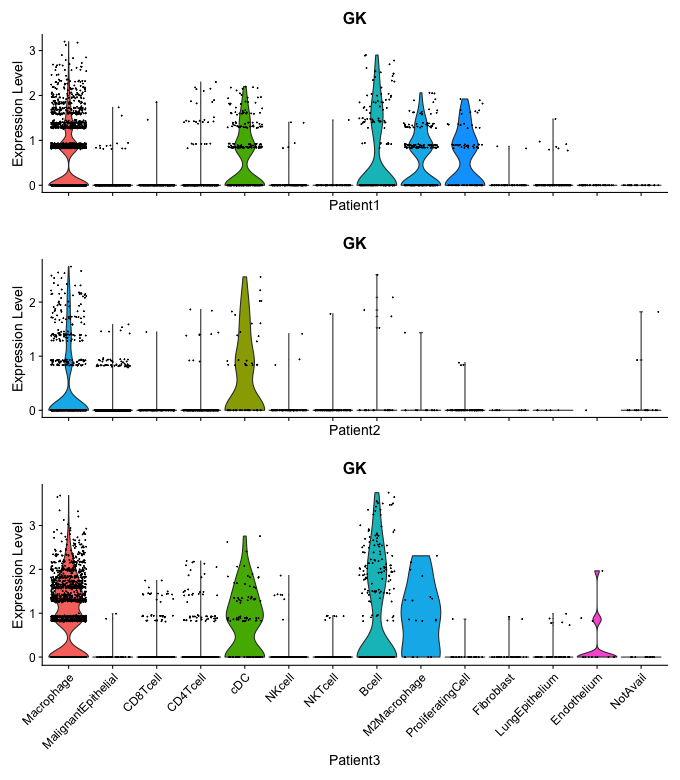 GK
Expression Level
3
2
1
0
Patient1
GK
Expression Level
2
1
0
Patient2
GK
Expression Level
3
2
1
0
Macrophage
MalignantEpithelial
CD8Tcell
CD4Tcell
cDC
NKcell
NKTcell
Bcell
M2Macrophage
ProliferatingCell
Fibroblast
LungEpithelium
Endothelium
NotAvail
Patient3